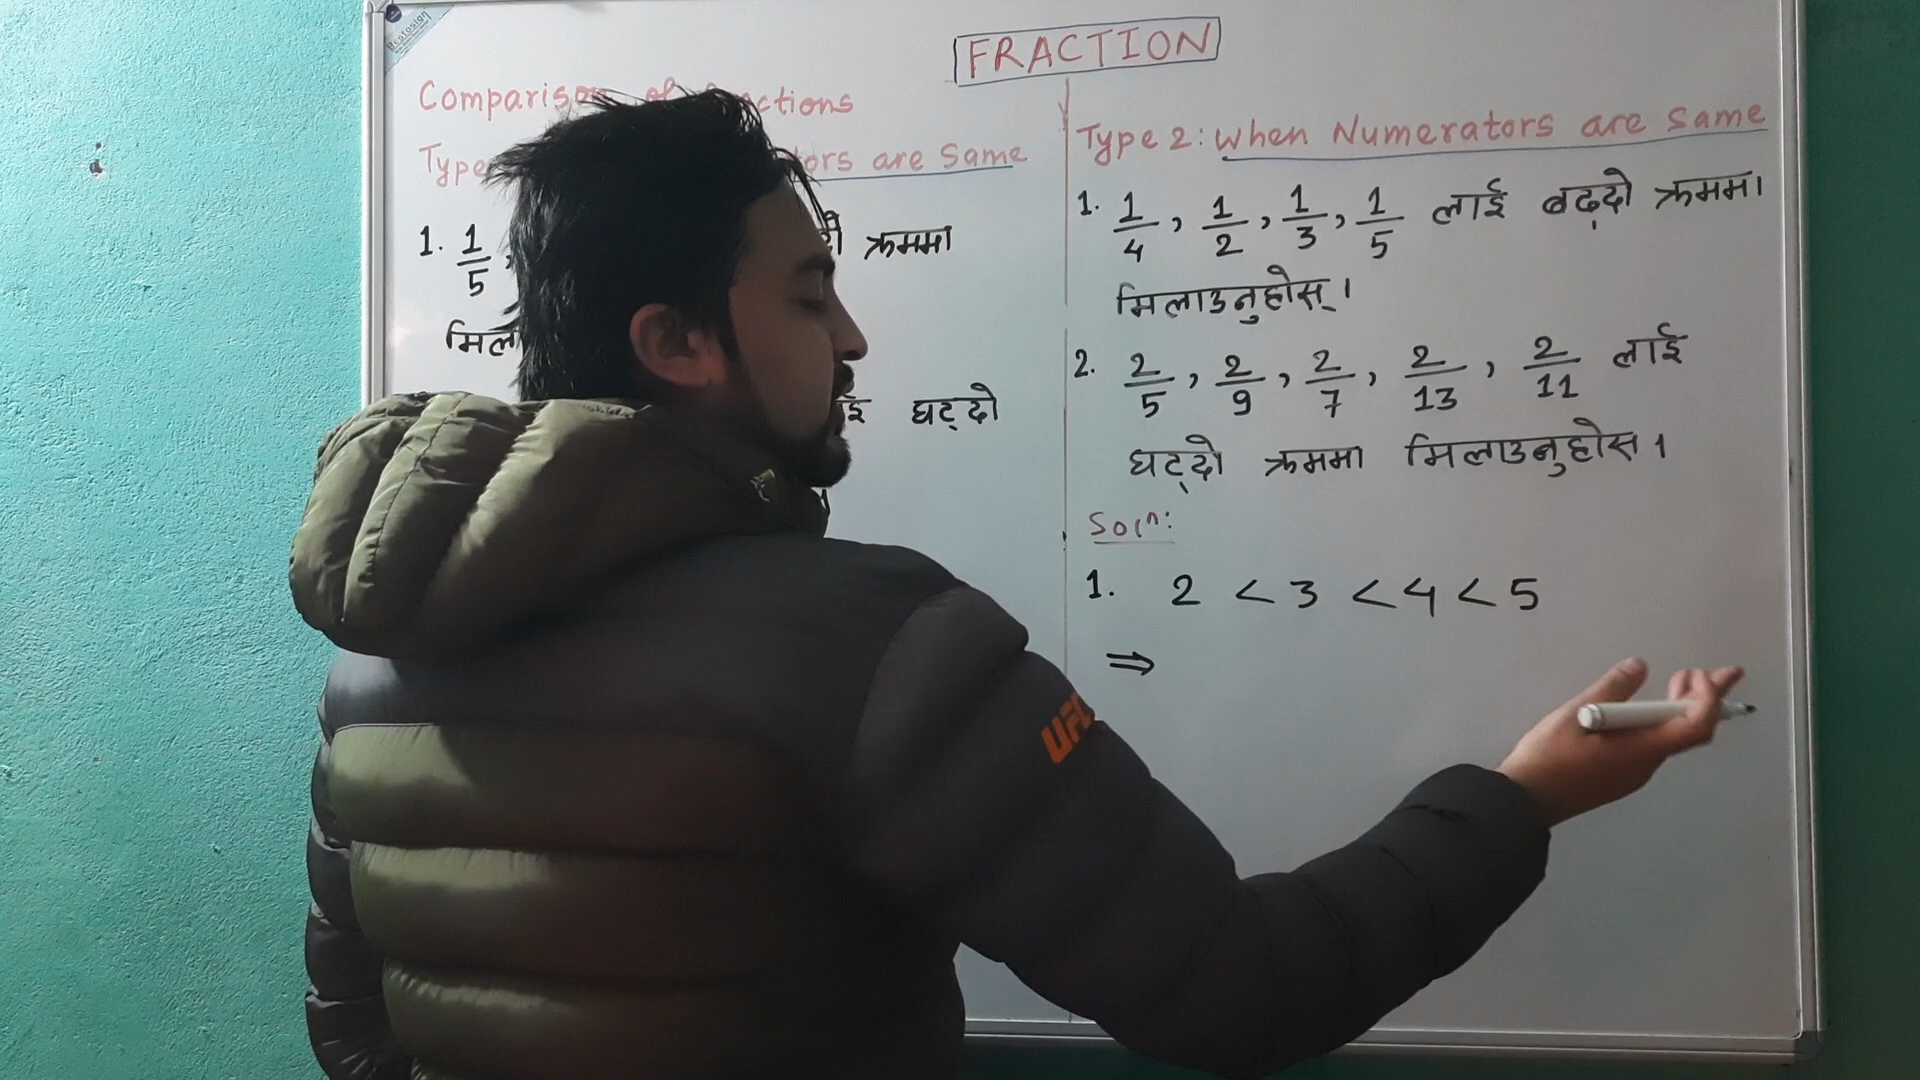 Bestosign
FRACTION
Comparison of
Type are Same
1. 1/5, क्रममा
घट्दो
Type 2: When Numerators are Same
1. 1/4, 1/2, 1/3, 1/5 लाई बढ्दो क्रममा।
मिलाउनुहोस्।
2. 2/5, 2/9, 2/7, 2/13, 2/11 लाई
घट्दो क्रममा मिलाउनुहोस।
Solⁿ:
1. 2 < 3 < 4 < 5
⇒
UFC